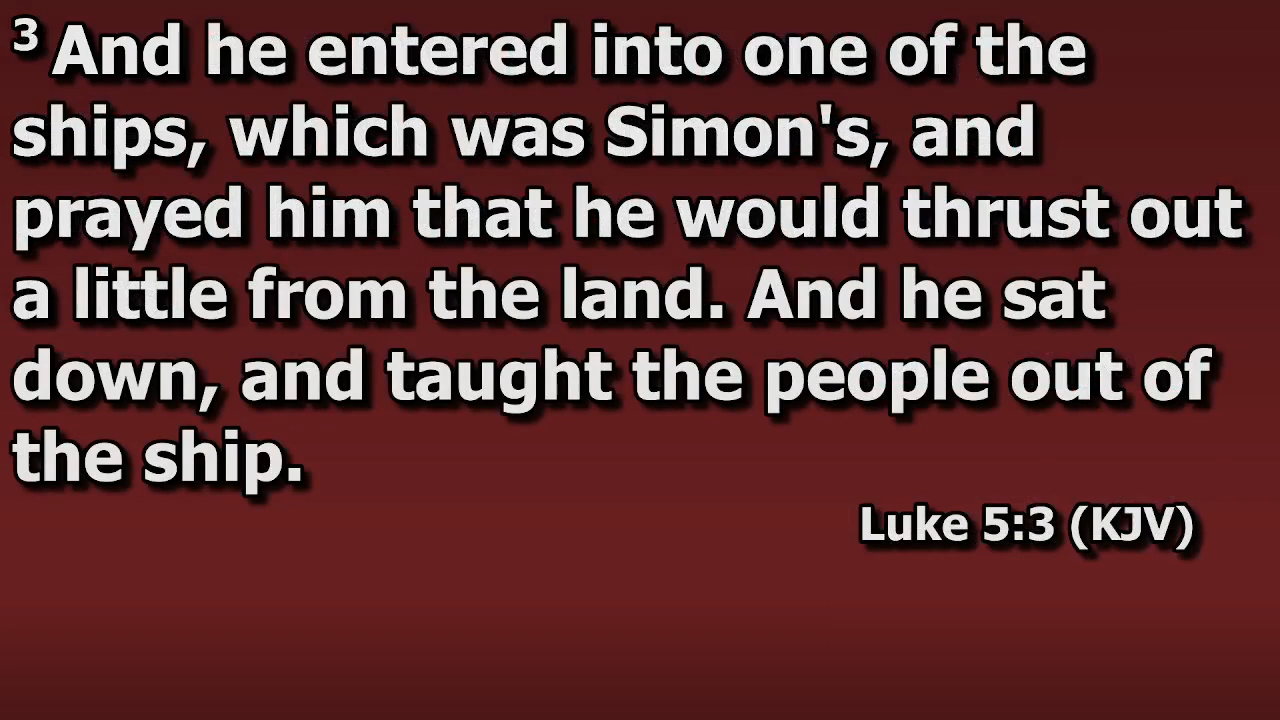 3 And he entered into one of the
ships, which was Simon's, and
prayed him that he would thrust out
a little from the land. And he sat
down, and taught the people out of
the ship.
Luke 5:3 (KJV)